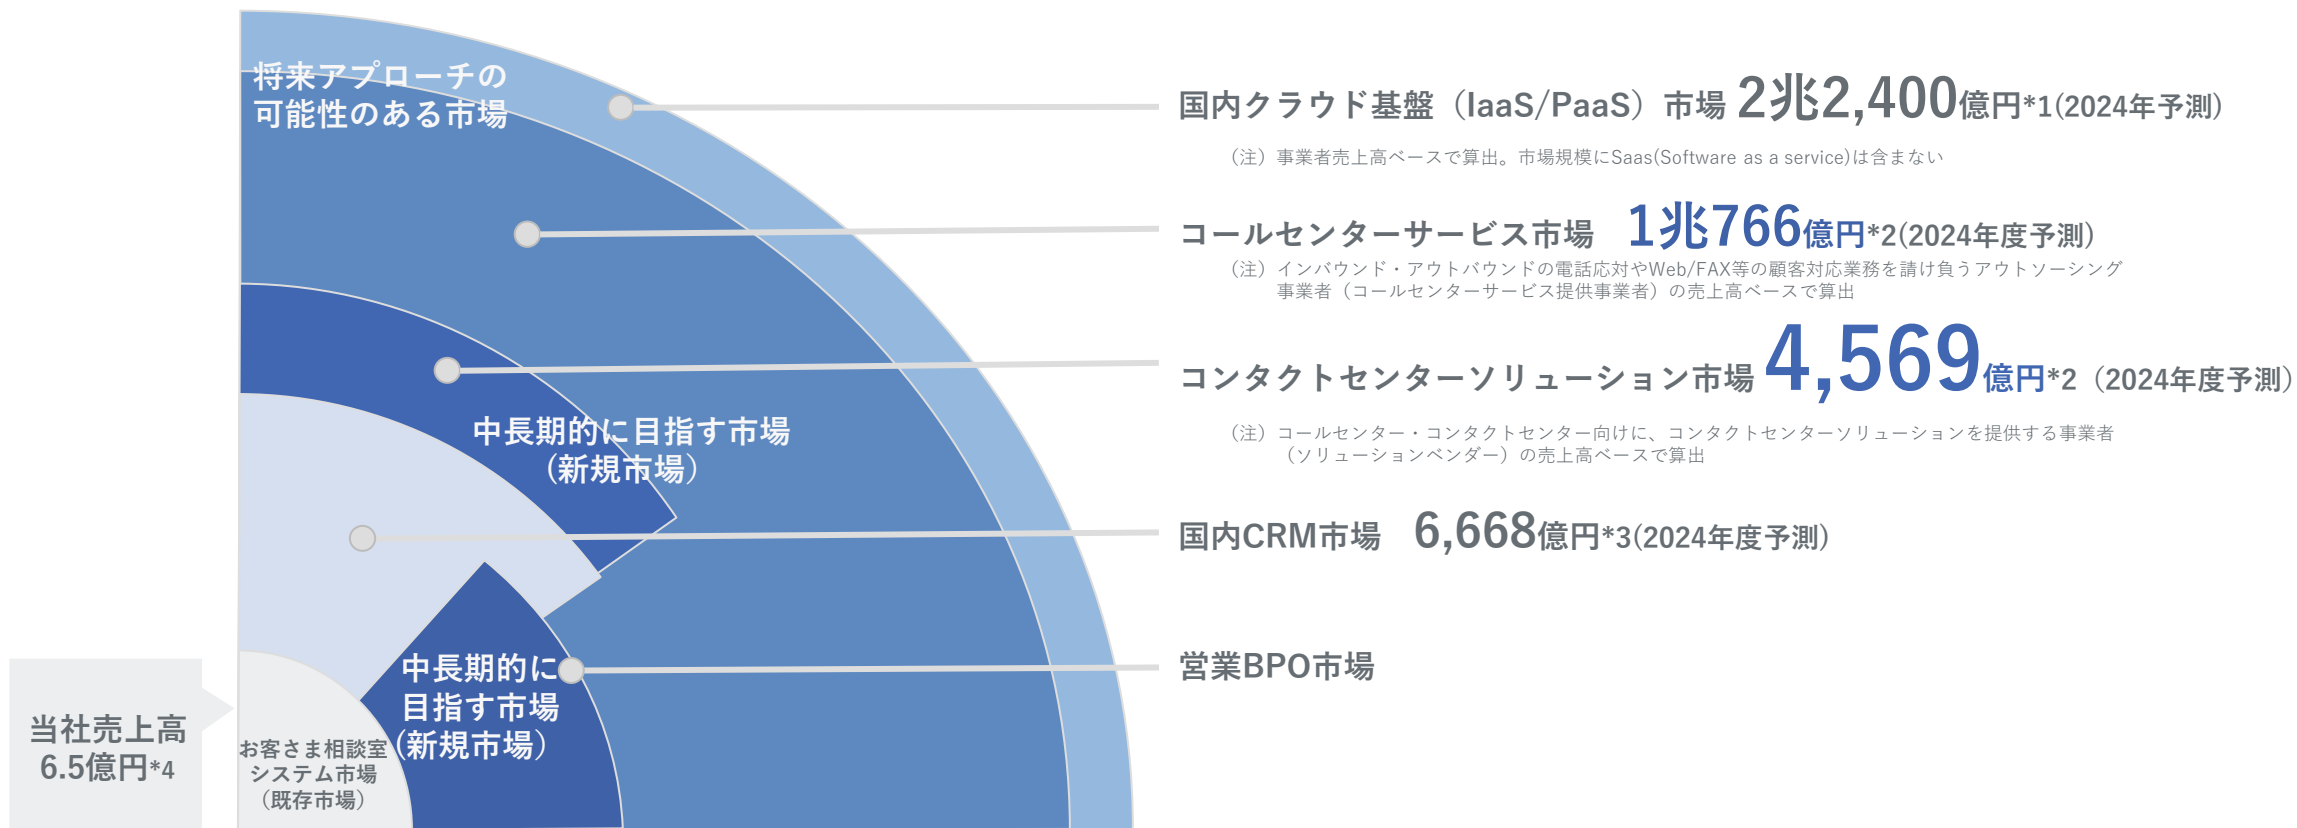 将来アプローチの
可能性のある市場
国内クラウド基盤（IaaS/PaaS）市場 2兆2,400億円*1(2024年予測)
（注）事業者売上高ベースで算出。市場規模にSaas(Software as a service)は含まない
コールセンターサービス市場 1兆766億円*2(2024年度予測)
（注）インバウンド・アウトバウンドの電話応対やWeb/FAX等の顧客対応業務を請け負うアウトソーシング
事業者（コールセンターサービス提供事業者）の売上高ベースで算出
コンタクトセンターソリューション市場 4,569億円*2（2024年度予測）
（注）コールセンター・コンタクトセンター向けに、コンタクトセンターソリューションを提供する事業者
（ソリューションベンダー）の売上高ベースで算出
中長期的に目指す市場
(新規市場)
国内CRM市場 6,668億円*3(2024年度予測)
営業BPO市場
中長期的に
目指す市場
(新規市場)
当社売上高
6.5億円*4
お客さま相談室
システム市場
（既存市場）